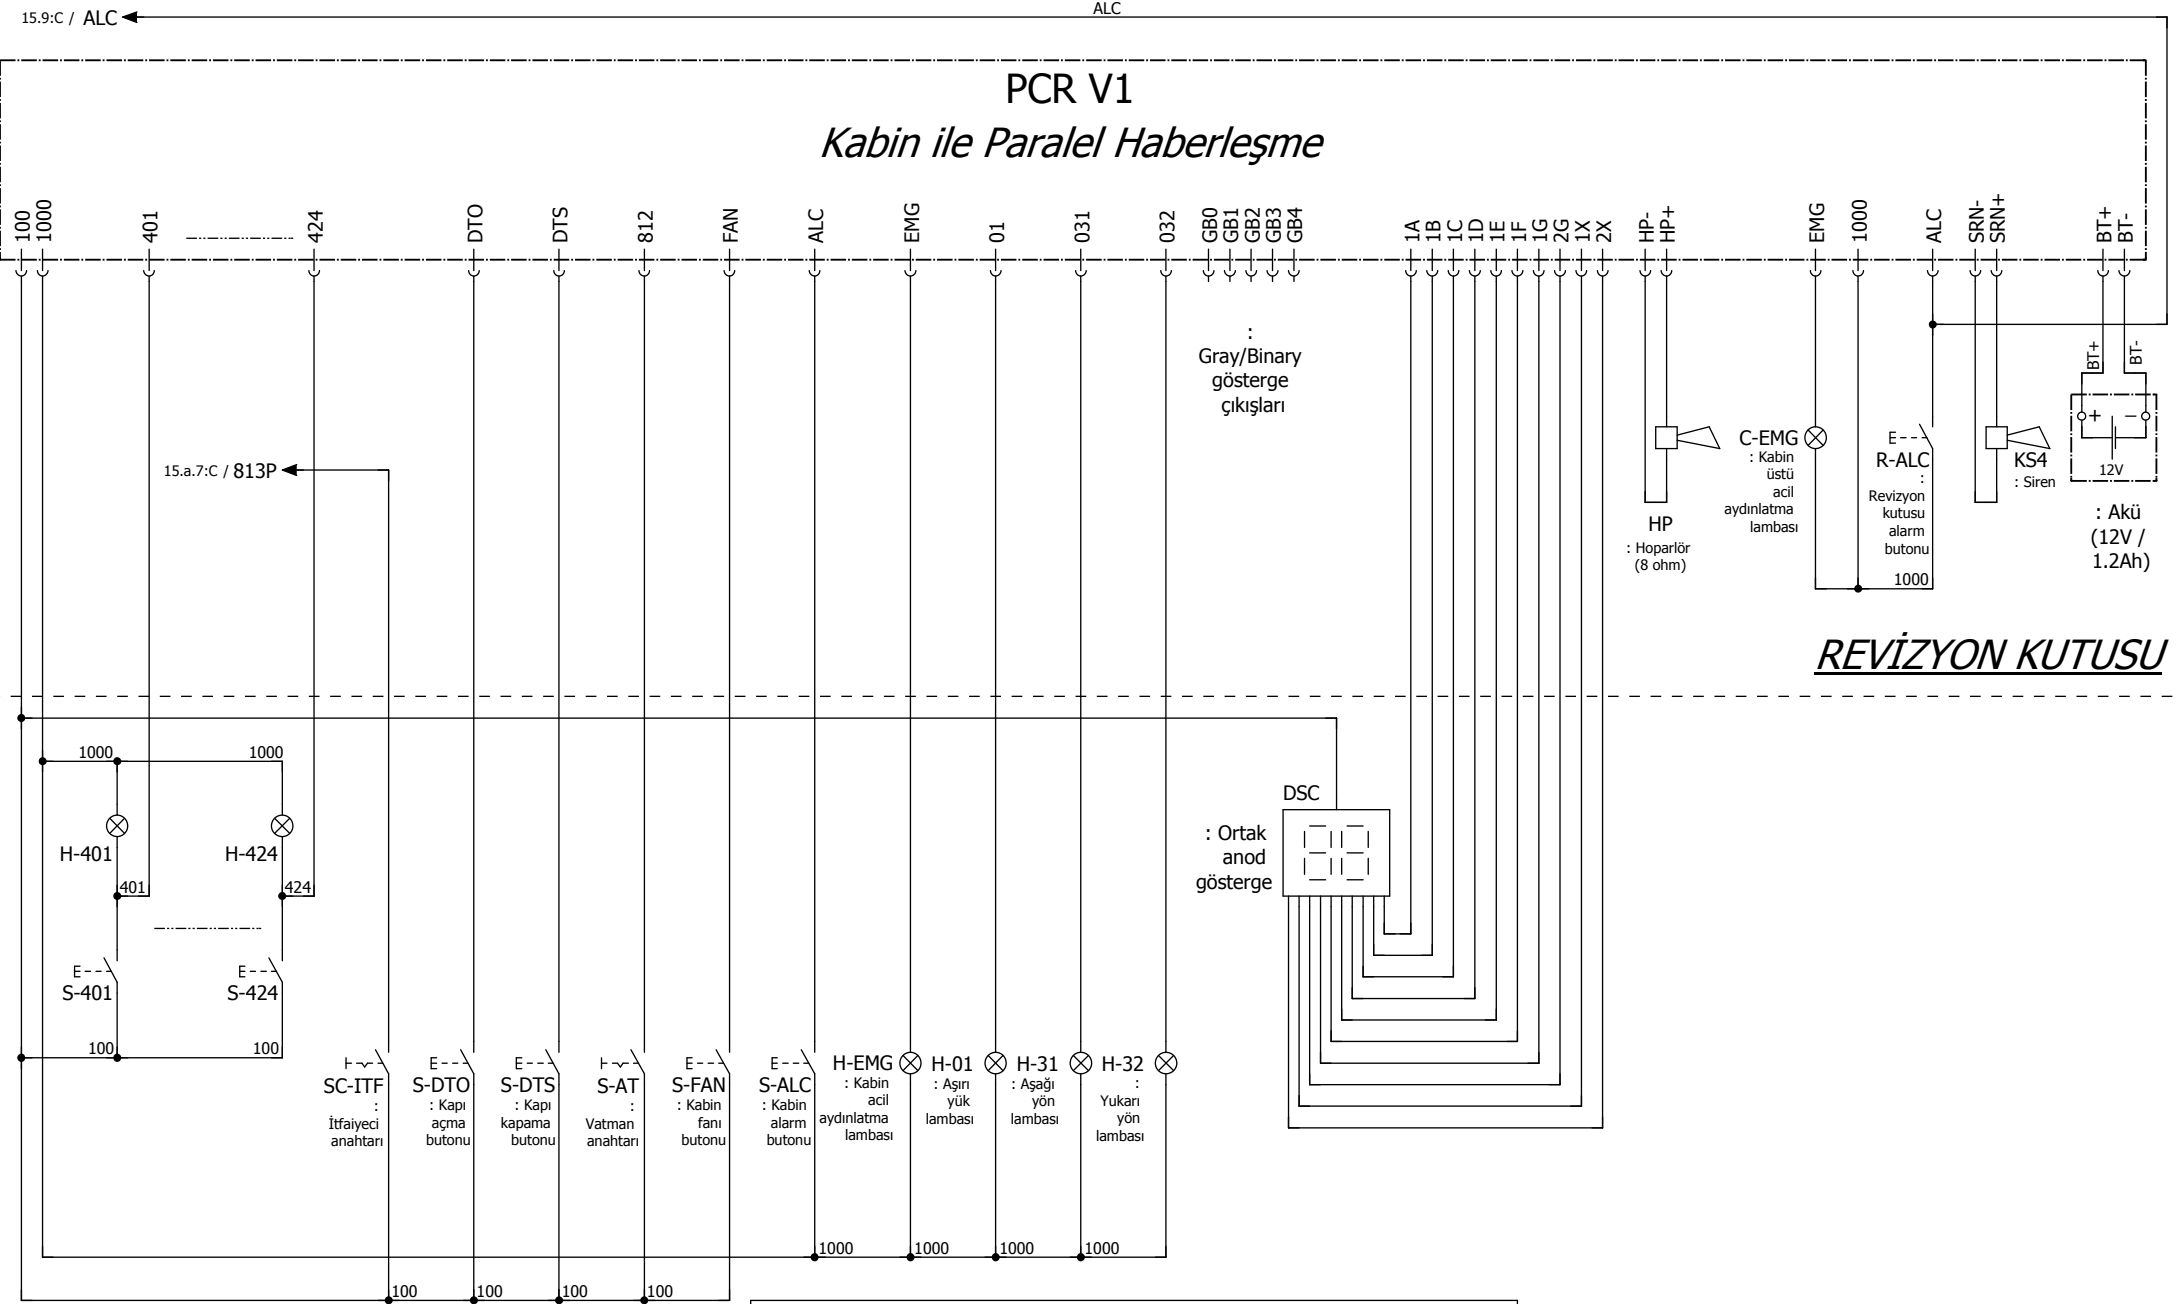 15.9:C / ALC
ALC
PCR V1
Kabin ile Paralel Haberleşme
100
1000
401
424
DTO
DTS
812
FAN
ALC
EMG
01
031
032
GB0
GB1
GB2
GB3
GB4
1A
1B
1C
1D
1E
1F
1G
2G
1X
2X
HP-
HP+
EMG
1000
ALC
SRN-
SRN+
BT+
BT-
:
Gray/Binary
gösterge
çıkışları
15.a.7:C / 813P
HP
: Hoparlör
(8 ohm)
C-EMG
: Kabin
üstü
acil
aydınlatma
lambası
E
R-ALC
:
Revizyon
kutusu
alarm
butonu
1000
KS4
: Siren
BT+
BT-
+
−
12V
: Akü
(12V /
1.2Ah)
REVİZYON KUTUSU
1000
1000
H-401
H-424
401
424
E
S-401
E
S-424
100
100
DSC
: Ortak
anod
gösterge
SC-ITF
:
İtfaiyeci
anahtarı
E
S-DTO
: Kapı
açma
butonu
E
S-DTS
: Kapı
kapama
butonu
S-AT
:
Vatman
anahtarı
E
S-FAN
: Kabin
fanı
butonu
E
S-ALC
: Kabin
alarm
butonu
H-EMG
: Kabin
acil
aydınlatma
lambası
H-01
: Aşırı
yük
lambası
H-31
: Aşağı
yön
lambası
H-32
:
Yukarı
yön
lambası
1000
1000
1000
1000
100
100
100
100